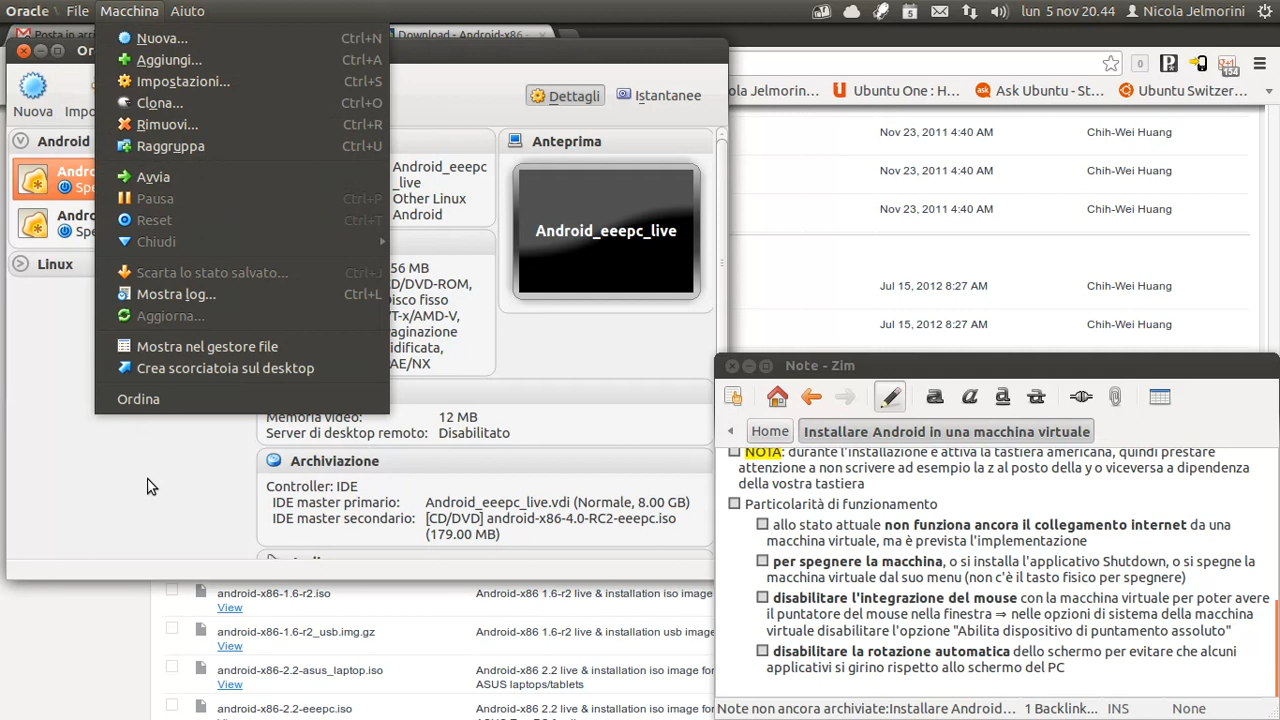 Oracle File Macchina Aiuto
lun 5 nov 20.44 Nicola Jelmorini
5
Posta in arri
Download - Android-x86-
Or
Nuova... Ctrl+N
Aggiungi... Ctrl+A
Impostazioni... Ctrl+S
Clona... Ctrl+O
Rimuovi... Ctrl+R
Raggruppa Ctrl+U
Avvia
Pausa Ctrl+P
Reset Ctrl+T
Chiudi
Scarta lo stato salvato... Ctrl+J
Mostra log... Ctrl+L
Aggiorna...
Mostra nel gestore file
Crea scorciatoia sul desktop
Ordina
Nuova Impo
Dettagli Istantanee
Android
Andro
Spe
Andro
Spe
Linux
Android_eeepc
_live
Other Linux
Android
56 MB
D/DVD-ROM,
isco fisso
T-x/AMD-V,
aginazione
idificata,
AE/NX
Anteprima
Android_eeepc_live
Memoria video: 12 MB
Server di desktop remoto: Disabilitato
Archiviazione
Controller: IDE
IDE master primario: Android_eeepc_live.vdi (Normale, 8.00 GB)
IDE master secondario: [CD/DVD] android-x86-4.0-RC2-eeepc.iso
(179.00 MB)
0
154
ola Jelmorin... Ubuntu One : H... Ask Ubuntu - St... Ubuntu Switzer...
Nov 23, 2011 4:40 AM Chih-Wei Huang
Nov 23, 2011 4:40 AM Chih-Wei Huang
Nov 23, 2011 4:40 AM Chih-Wei Huang
Jul 15, 2012 8:27 AM Chih-Wei Huang
Jul 15, 2012 8:27 AM Chih-Wei Huang
android-x86-1.6-r2.iso Android-x86 1.6-r2 live & installation iso image
View
android-x86-1.6-r2_usb.img.gz Android-x86 1.6-r2 live & installation usb image
View
android-x86-2.2-asus_laptop.iso Android-x86 2.2 live & installation iso image for
View ASUS laptops/tablets
android-x86-2.2-eeepc.iso Android-x86 2.2 live & installation iso image for
Note - Zim
Home Installare Android in una macchina virtuale
NOTA: durante l'installazione è attiva la tastiera americana, quindi prestare
attenzione a non scrivere ad esempio la z al posto della y o viceversa a dipendenza
della vostra tastiera
Particolarità di funzionamento
allo stato attuale non funziona ancora il collegamento internet da una
macchina virtuale, ma è prevista l'implementazione
per spegnere la macchina, o si installa l'applicativo Shutdown, o si spegne la
macchina virtuale dal suo menu (non c'è il tasto fisico per spegnere)
disabilitare l'integrazione del mouse con la macchina virtuale per poter avere
il puntatore del mouse nella finestra ⇒ nelle opzioni di sistema della macchina
virtuale disabilitare l'opzione "Abilita dispositivo di puntamento assoluto"
disabilitare la rotazione automatica dello schermo per evitare che alcuni
applicativi si girino rispetto allo schermo del PC
Note non ancora archiviate:Installare Android... 1 Backlink... INS None